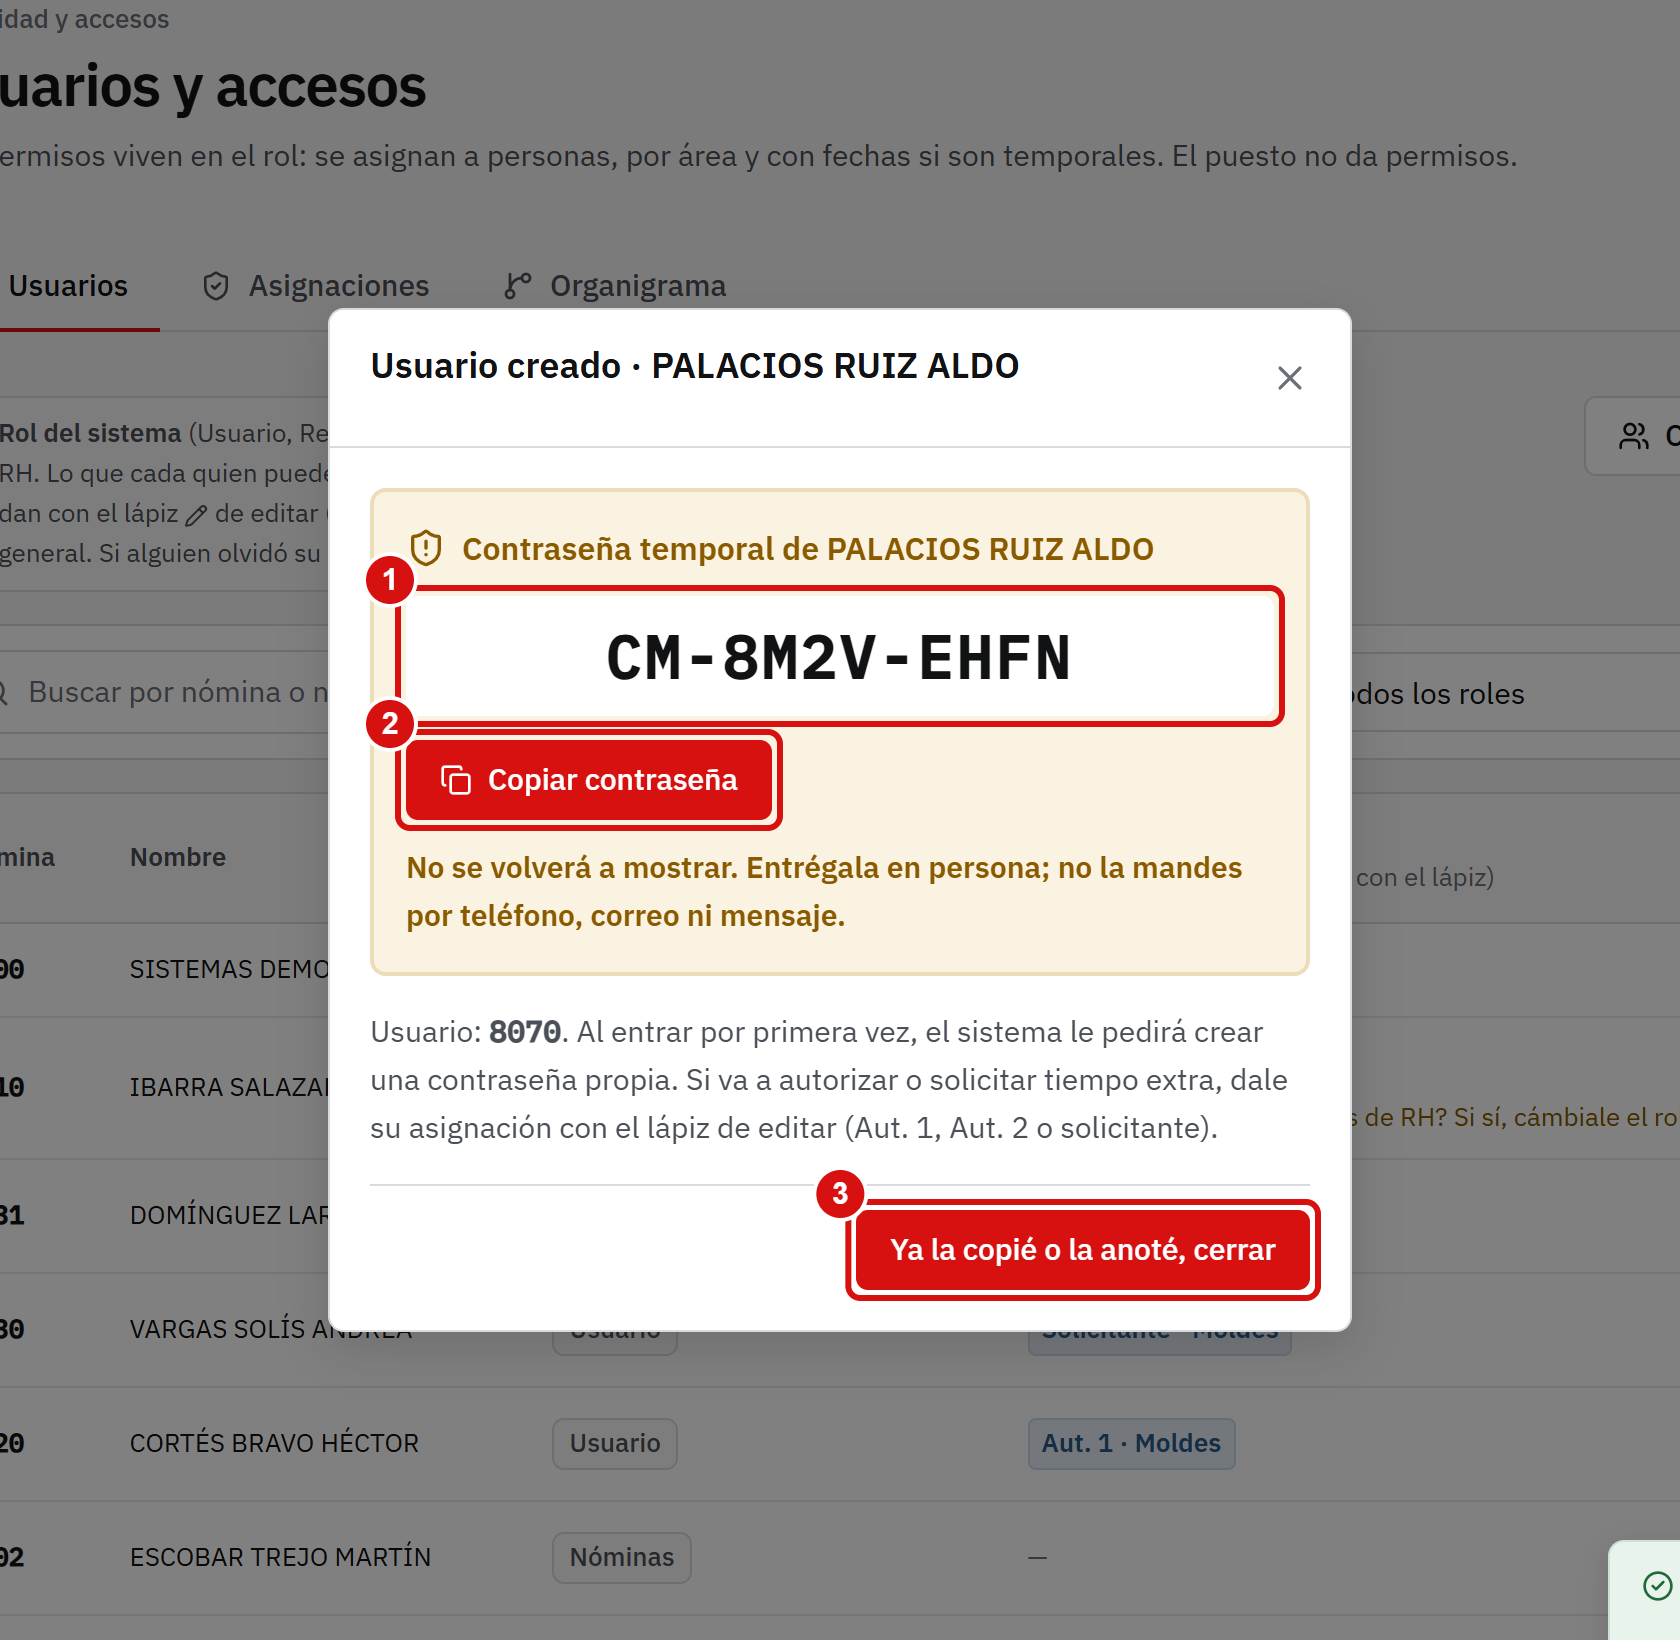 idad y accesos
uarios y accesos
ermisos viven en el rol: se asignan a personas, por área y con fechas si son temporales. El puesto no da permisos.
Usuarios Asignaciones Organigrama
Usuario creado · PALACIOS RUIZ ALDO
Rol del sistema (Usuario, Re
RH. Lo que cada quien puede
dan con el lápiz de editar (
general. Si alguien olvidó su
Contraseña temporal de PALACIOS RUIZ ALDO
1
CM-8M2V-EHFN
Buscar por nómina o n
odos los roles
2
Copiar contraseña
No se volverá a mostrar. Entrégala en persona; no la mandes
por teléfono, correo ni mensaje.
mina Nombre
con el lápiz)
00 SISTEMAS DEMO
Usuario: 8070. Al entrar por primera vez, el sistema le pedirá crear
una contraseña propia. Si va a autorizar o solicitar tiempo extra, dale
su asignación con el lápiz de editar (Aut. 1, Aut. 2 o solicitante).
10 IBARRA SALAZAR
s de RH? Si sí, cámbiale el ro
3
Ya la copié o la anoté, cerrar
31 DOMÍNGUEZ LAR
30 VARGAS SOLÍS ANDREA Usuario Solicitante · Moldes
20 CORTÉS BRAVO HÉCTOR Usuario Aut. 1 · Moldes
02 ESCOBAR TREJO MARTÍN Nóminas —